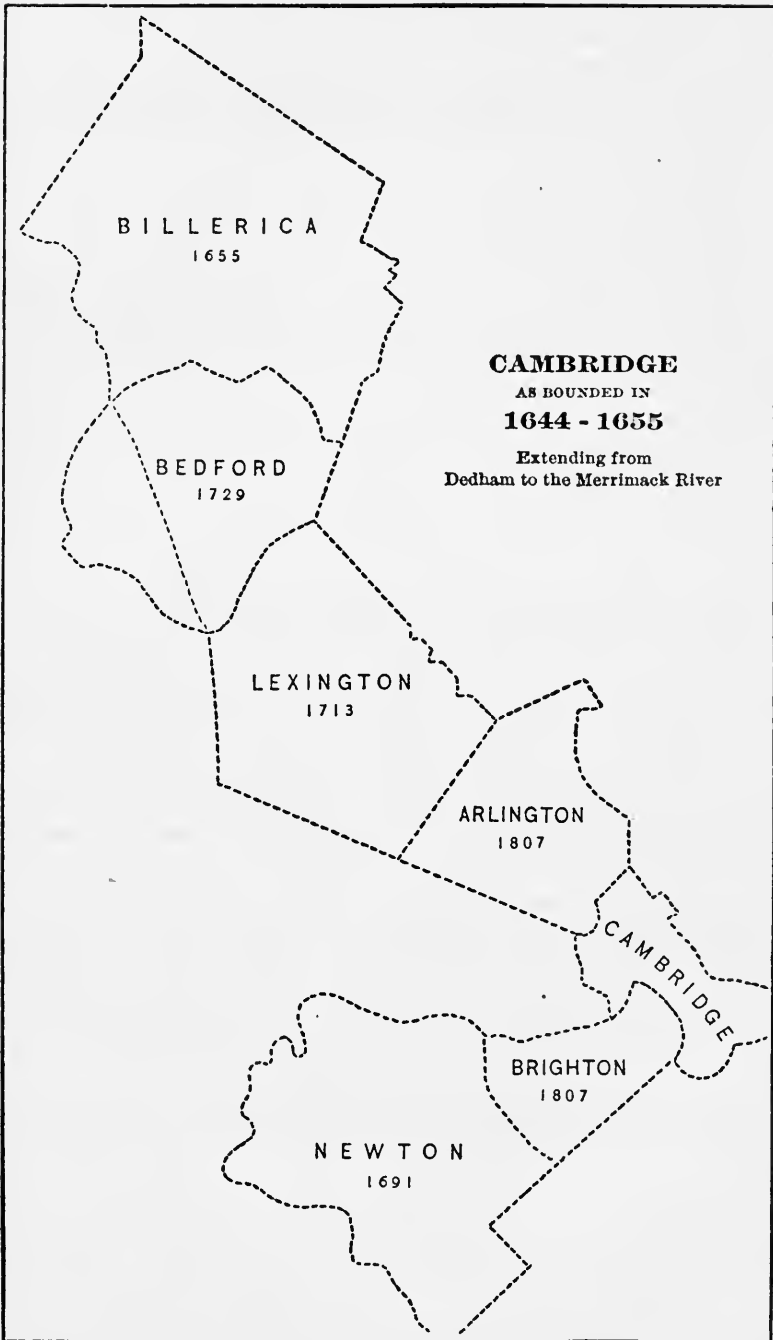 BILLERICA
1655
CAMBRIDGE
AS BOUNDED IN
1644 - 1655
Extending from
Dedham to the Merrimack River
BEDFORD
1729
LEXINGTON
1713
ARLINGTON
1807
CAMBRIDGE
BRIGHTON
1807
NEWTON
1691